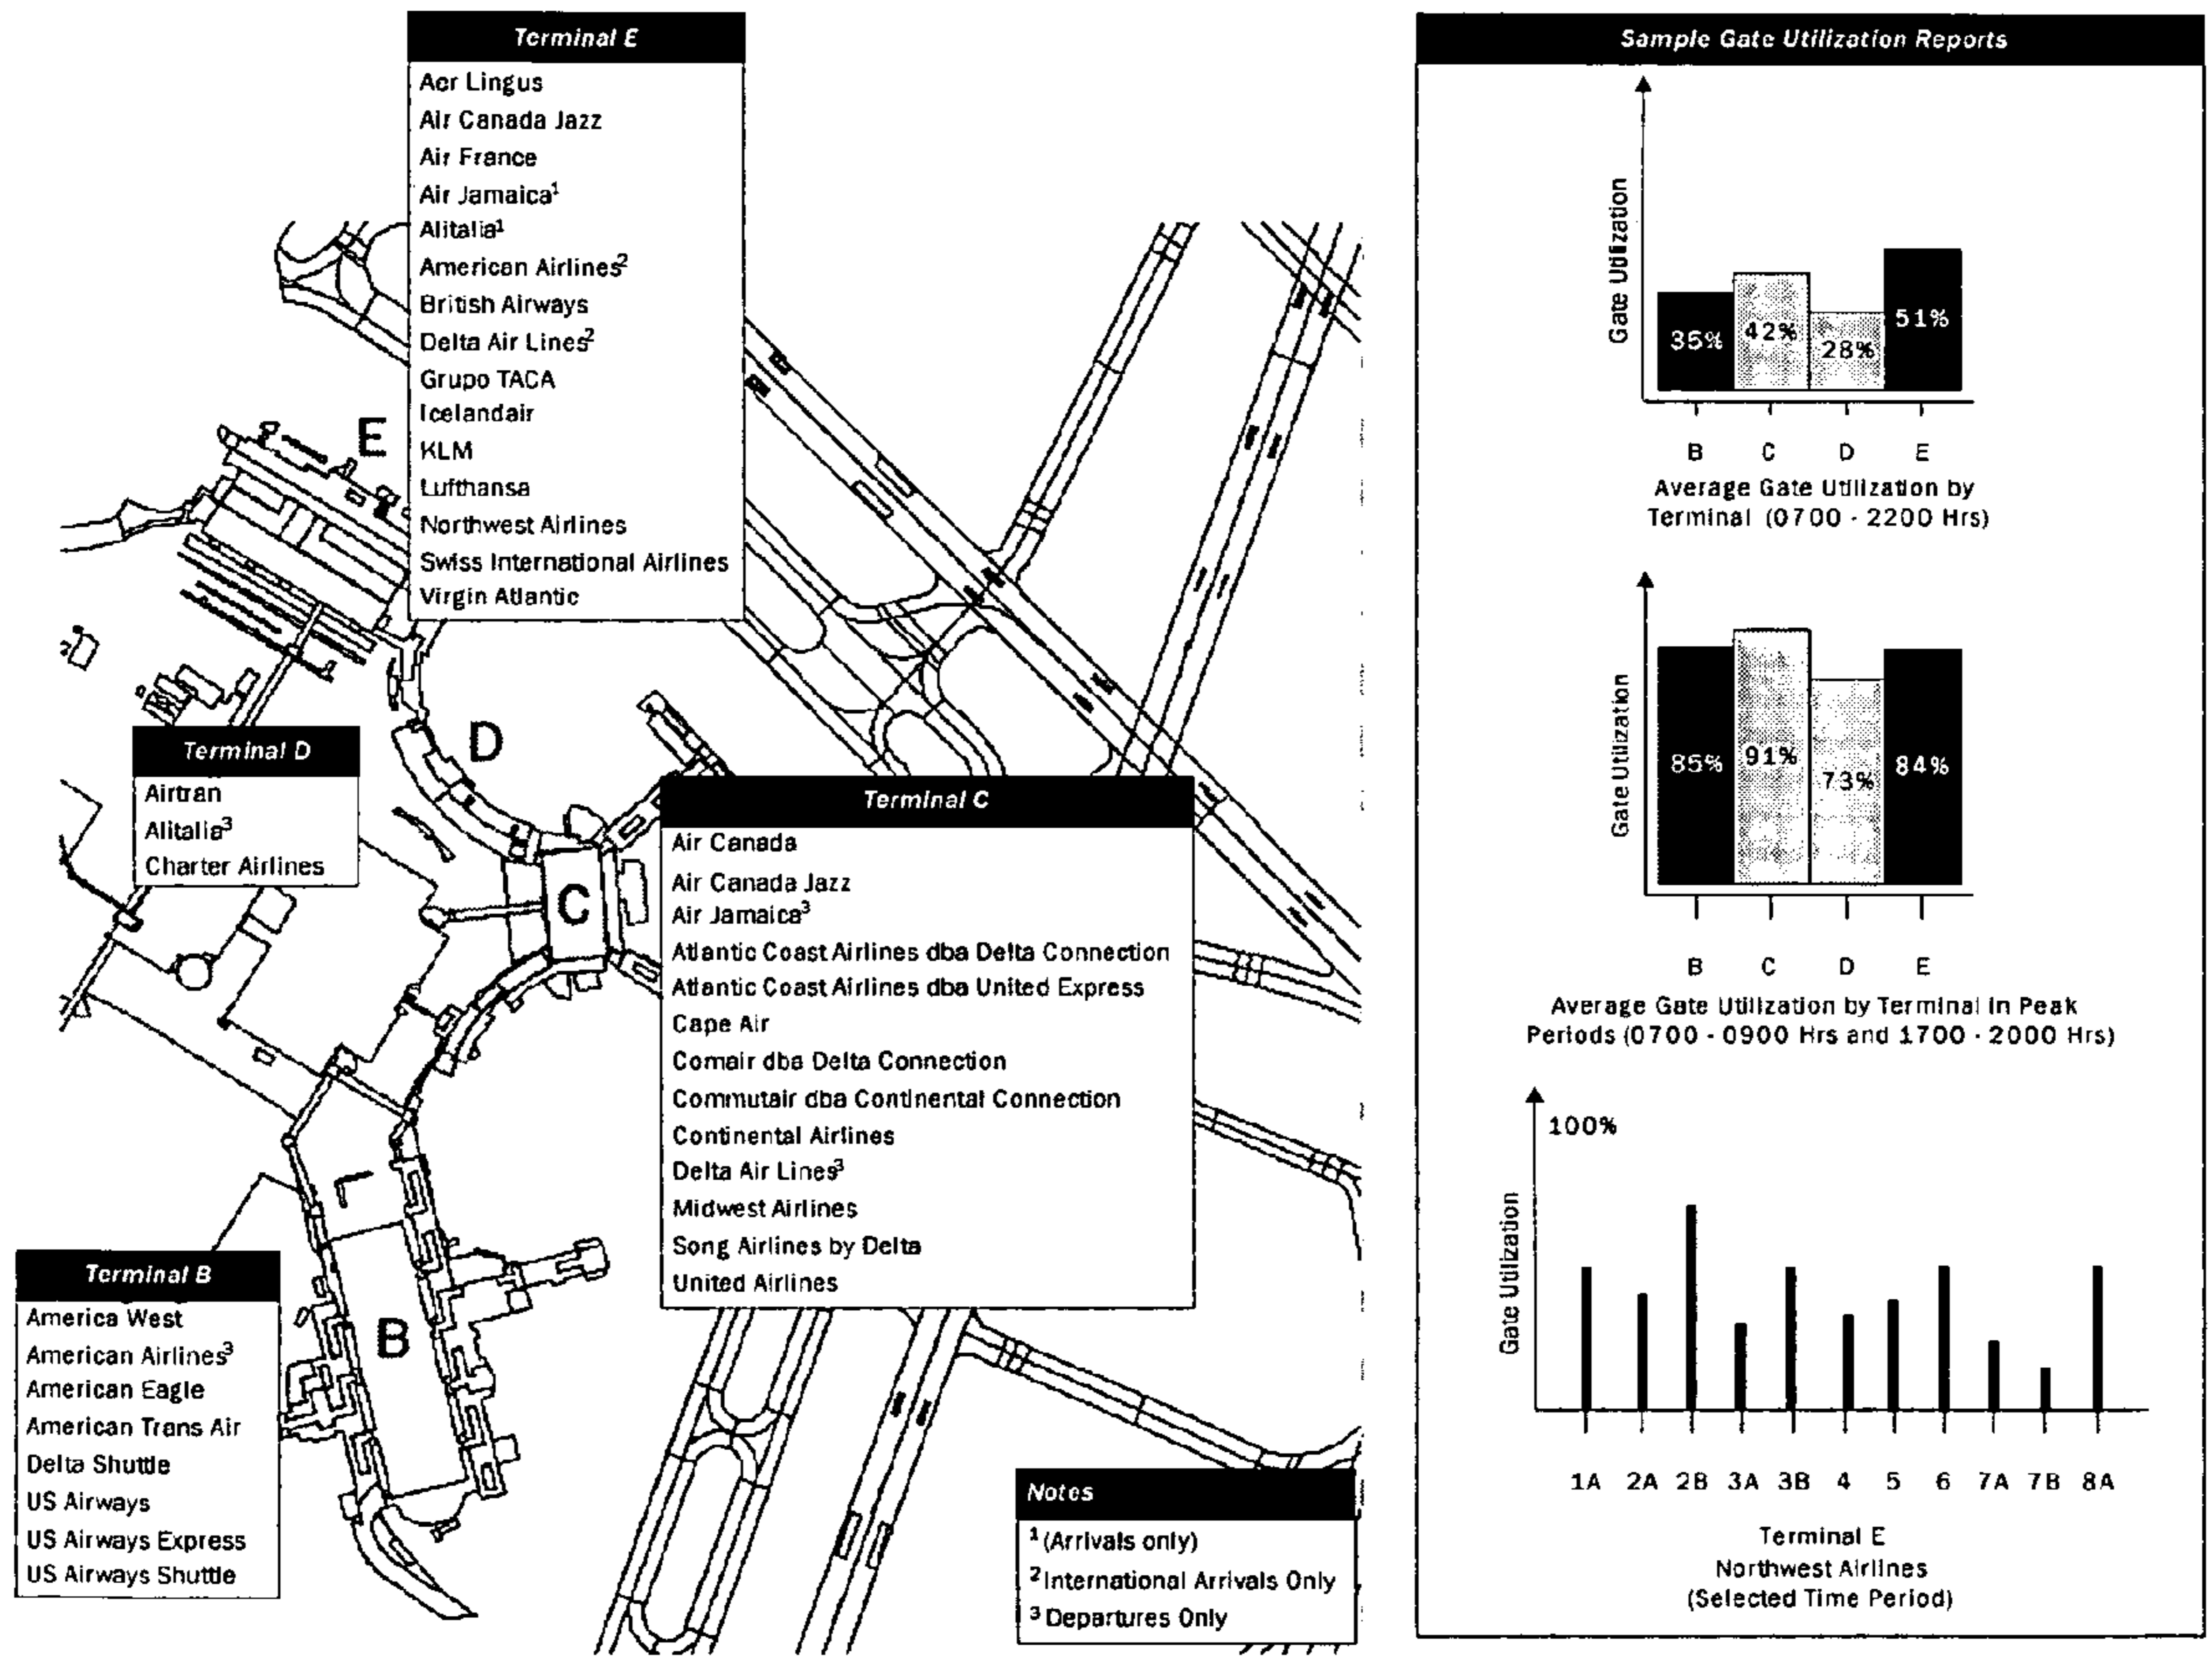 Terminal E
Aer Lingus
Air Canada Jazz
Air France
Air Jamaica¹
Alitalia¹
American Airlines²
British Airways
Delta Air Lines²
Grupo TACA
Icelandair
KLM
Lufthansa
Northwest Airlines
Swiss International Airlines
Virgin Atlantic
E
D
C
B
Terminal D
Airtran
Alitalia³
Charter Airlines
Terminal C
Air Canada
Air Canada Jazz
Air Jamaica³
Atlantic Coast Airlines dba Delta Connection
Atlantic Coast Airlines dba United Express
Cape Air
Comair dba Delta Connection
Commutair dba Continental Connection
Continental Airlines
Delta Air Lines³
Midwest Airlines
Song Airlines by Delta
United Airlines
Terminal B
America West
American Airlines³
American Eagle
American Trans Air
Delta Shuttle
US Airways
US Airways Express
US Airways Shuttle
Notes
¹ (Arrivals only)
² International Arrivals Only
³ Departures Only
Sample Gate Utilization Reports
Gate Utilization
35% 42% 28% 51%
B C D E
Average Gate Utilization by
Terminal (0700 - 2200 Hrs)
Gate Utilization
85% 91% 73% 84%
B C D E
Average Gate Utilization by Terminal in Peak
Periods (0700 - 0900 Hrs and 1700 - 2000 Hrs)
100%
Gate Utilization
1A 2A 2B 3A 3B 4 5 6 7A 7B 8A
Terminal E
Northwest Airlines
(Selected Time Period)